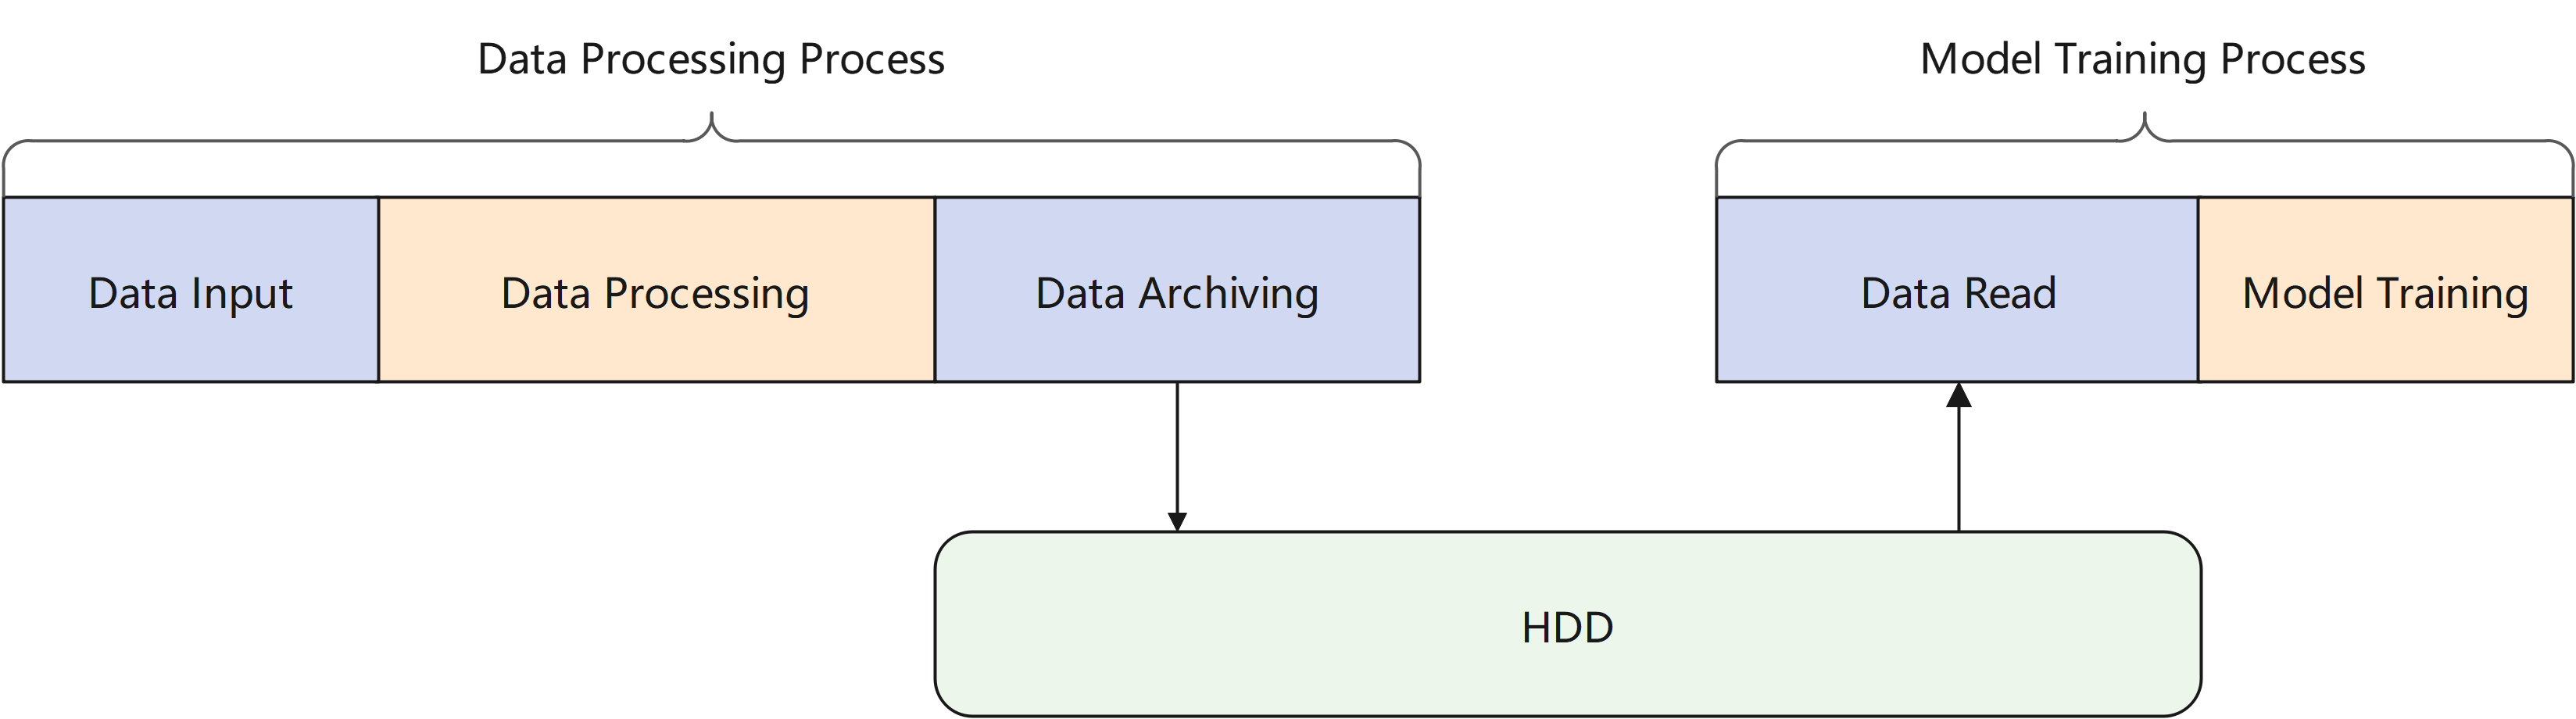 Data Processing Process
Model Training Process
Data Input
Data Processing
Data Archiving
Data Read
Model Training
HDD